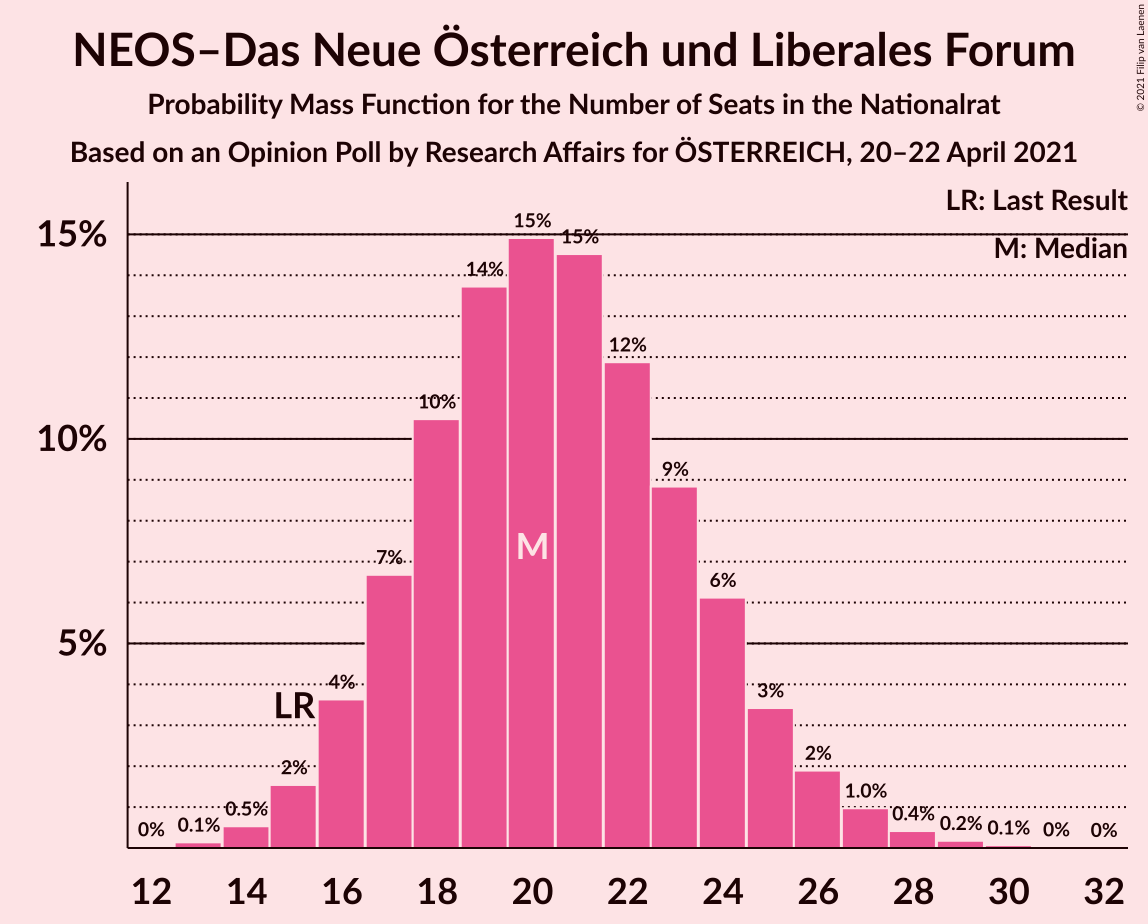 NEOS–Das Neue Österreich und Liberales Forum
Probability Mass Function for the Number of Seats in the Nationalrat
Based on an Opinion Poll by Research Affairs for ÖSTERREICH, 20–22 April 2021
© 2021 Filip van Laenen
LR: Last Result
M: Median
15%
10%
5%
0%
0.1%
0.5%
2%
LR
4%
7%
10%
14%
15%
M
15%
12%
9%
6%
3%
2%
1.0%
0.4%
0.2%
0.1%
0%
0%
12 14 16 18 20 22 24 26 28 30 32